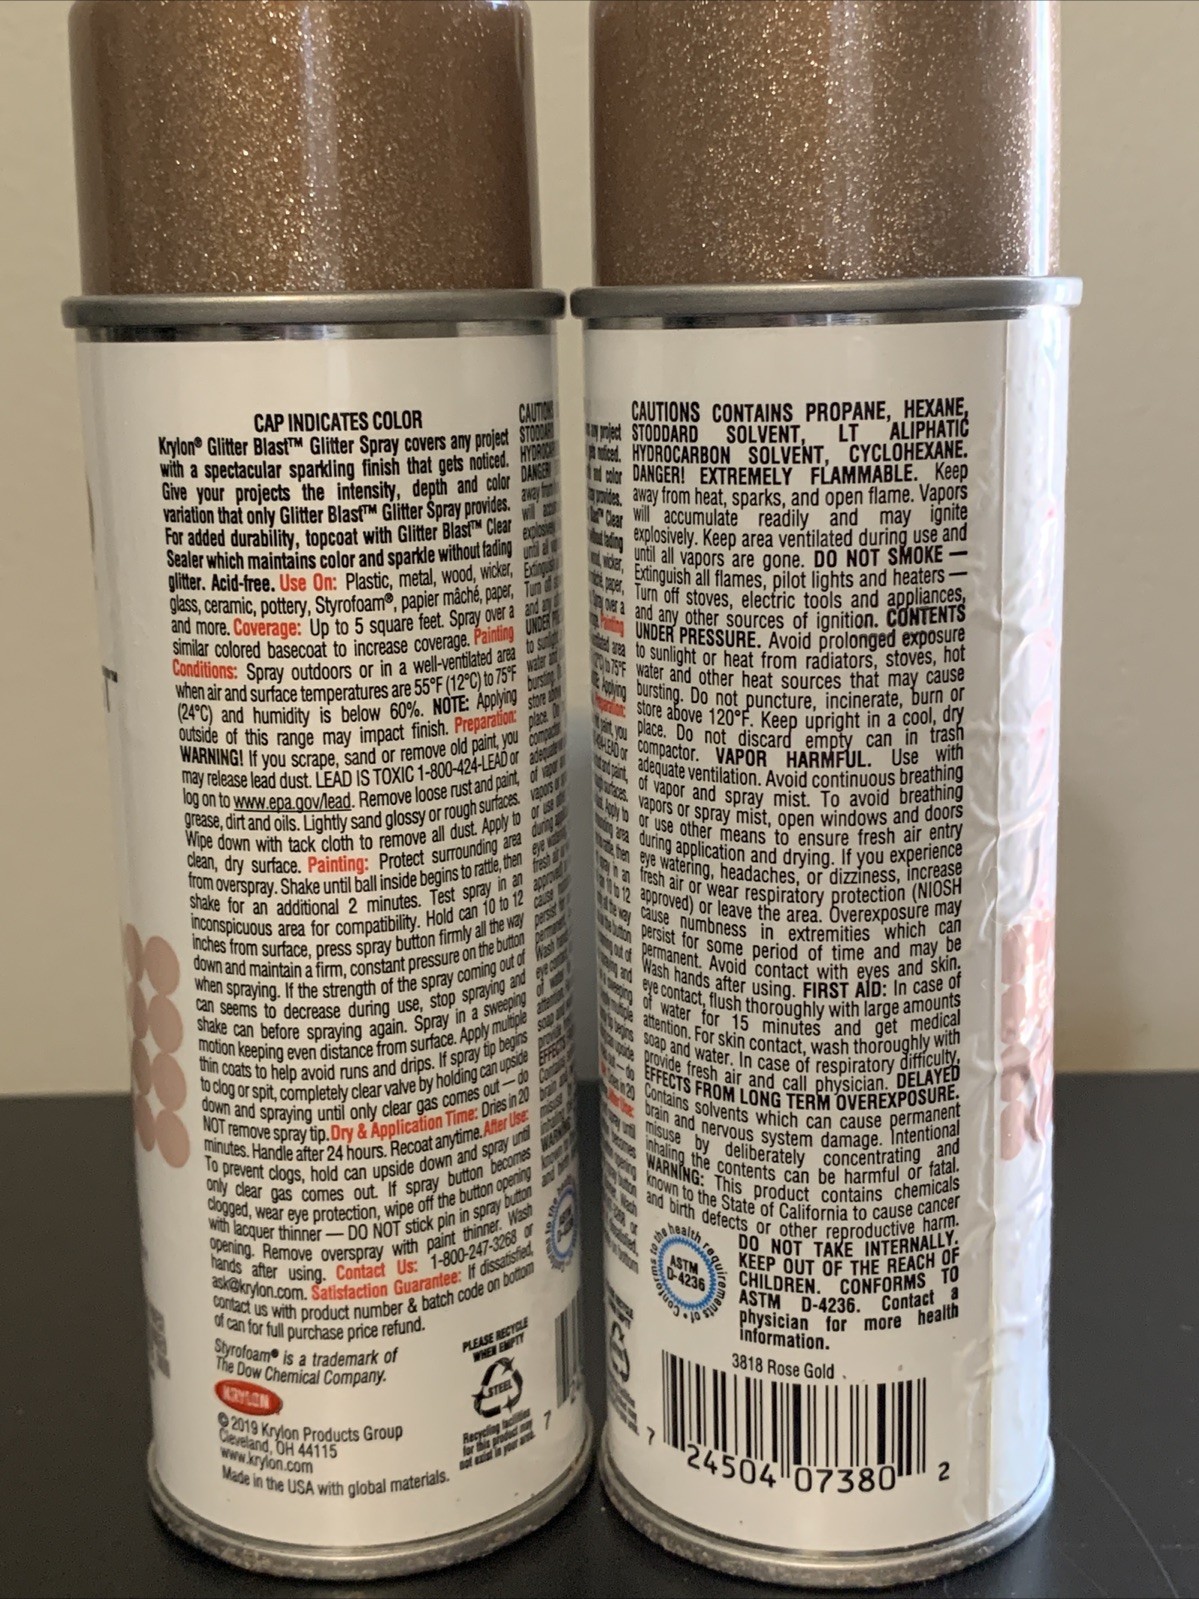 CAP INDICATES COLOR
Krylon® Glitter Blast™ Glitter Spray covers any project
with a spectacular sparkling finish that gets noticed.
Give your projects the intensity, depth and color
variation that only Glitter Blast™ Glitter Spray provides.
For added durability, topcoat with Glitter Blast™ Clear
Sealer which maintains color and sparkle without fading
glitter. Acid-free. Use On: Plastic, metal, wood, wicker,
glass, ceramic, pottery, Styrofoam®, papier mâché, paper,
and more. Coverage: Up to 5 square feet. Spray over a
similar colored basecoat to increase coverage. Painting
Conditions: Spray outdoors or in a well-ventilated area
when air and surface temperatures are 55°F (12°C) to 75°F
(24°C) and humidity is below 60%. NOTE: Applying
outside of this range may impact finish. Preparation:
WARNING! If you scrape, sand or remove old paint, you
may release lead dust. LEAD IS TOXIC 1-800-424-LEAD or
log on to www.epa.gov/lead. Remove loose rust and paint,
grease, dirt and oils. Lightly sand glossy or rough surfaces.
Wipe down with tack cloth to remove all dust. Apply to
clean, dry surface. Painting: Protect surrounding area
from overspray. Shake until ball inside begins to rattle, then
shake for an additional 2 minutes. Test spray in an
inconspicuous area for compatibility. Hold can 10 to 12
inches from surface, press spray button firmly all the way
down and maintain a firm, constant pressure on the button
when spraying. If the strength of the spray coming out of
can seems to decrease during use, stop spraying and
shake can before spraying again. Spray in a sweeping
motion keeping even distance from surface. Apply multiple
thin coats to help avoid runs and drips. If spray tip begins
to clog or spit, completely clear valve by holding can upside
down and spraying until only clear gas comes out — do
NOT remove spray tip. Dry & Application Time: Dries in 20
minutes. Handle after 24 hours. Recoat anytime. After Use:
To prevent clogs, hold can upside down and spray until
only clear gas comes out. If spray button becomes
clogged, wear eye protection, wipe off the button opening
with lacquer thinner — DO NOT stick pin in spray button
opening. Remove overspray with paint thinner. Wash
hands after using. Contact Us: 1-800-247-3268 or
ask@krylon.com. Satisfaction Guarantee: If dissatisfied,
contact us with product number & batch code on bottom
of can for full purchase price refund.
Styrofoam® is a trademark of
The Dow Chemical Company.
KRYLON
©2019 Krylon Products Group
Cleveland, OH 44115
www.krylon.com
Made in the USA with global materials.
PLEASE RECYCLE
WHEN EMPTY
STEEL
Recycling facilities
for this product may
not exist in your area.
7
CAUTIONS CONTAINS PROPANE, HEXANE,
STODDARD SOLVENT, LT ALIPHATIC
HYDROCARBON SOLVENT, CYCLOHEXANE.
DANGER! EXTREMELY FLAMMABLE. Keep
away from heat, sparks, and open flame. Vapors
will accumulate readily and may ignite
explosively. Keep area ventilated during use and
until all vapors are gone. DO NOT SMOKE —
Extinguish all flames, pilot lights and heaters —
Turn off stoves, electric tools and appliances,
and any other sources of ignition. CONTENTS
UNDER PRESSURE. Avoid prolonged exposure
to sunlight or heat from radiators, stoves, hot
water and other heat sources that may cause
bursting. Do not puncture, incinerate, burn or
store above 120°F. Keep upright in a cool, dry
place. Do not discard empty can in trash
compactor. VAPOR HARMFUL. Use with
adequate ventilation. Avoid continuous breathing
of vapor and spray mist. To avoid breathing
vapors or spray mist, open windows and doors
or use other means to ensure fresh air entry
during application and drying. If you experience
eye watering, headaches, or dizziness, increase
fresh air or wear respiratory protection (NIOSH
approved) or leave the area. Overexposure may
cause numbness in extremities which can
persist for some period of time and may be
permanent. Avoid contact with eyes and skin.
Wash hands after using. FIRST AID: In case of
eye contact, flush thoroughly with large amounts
of water for 15 minutes and get medical
attention. For skin contact, wash thoroughly with
soap and water. In case of respiratory difficulty,
provide fresh air and call physician. DELAYED
EFFECTS FROM LONG TERM OVEREXPOSURE.
Contains solvents which can cause permanent
brain and nervous system damage. Intentional
misuse by deliberately concentrating and
inhaling the contents can be harmful or fatal.
WARNING: This product contains chemicals
known to the State of California to cause cancer
and birth defects or other reproductive harm.
DO NOT TAKE INTERNALLY.
KEEP OUT OF THE REACH OF
CHILDREN. CONFORMS TO
ASTM D-4236. Contact a
physician for more health
information.
Conforms to the health requirements of
ASTM
D-4236
3818 Rose Gold
7 24504 07380 2